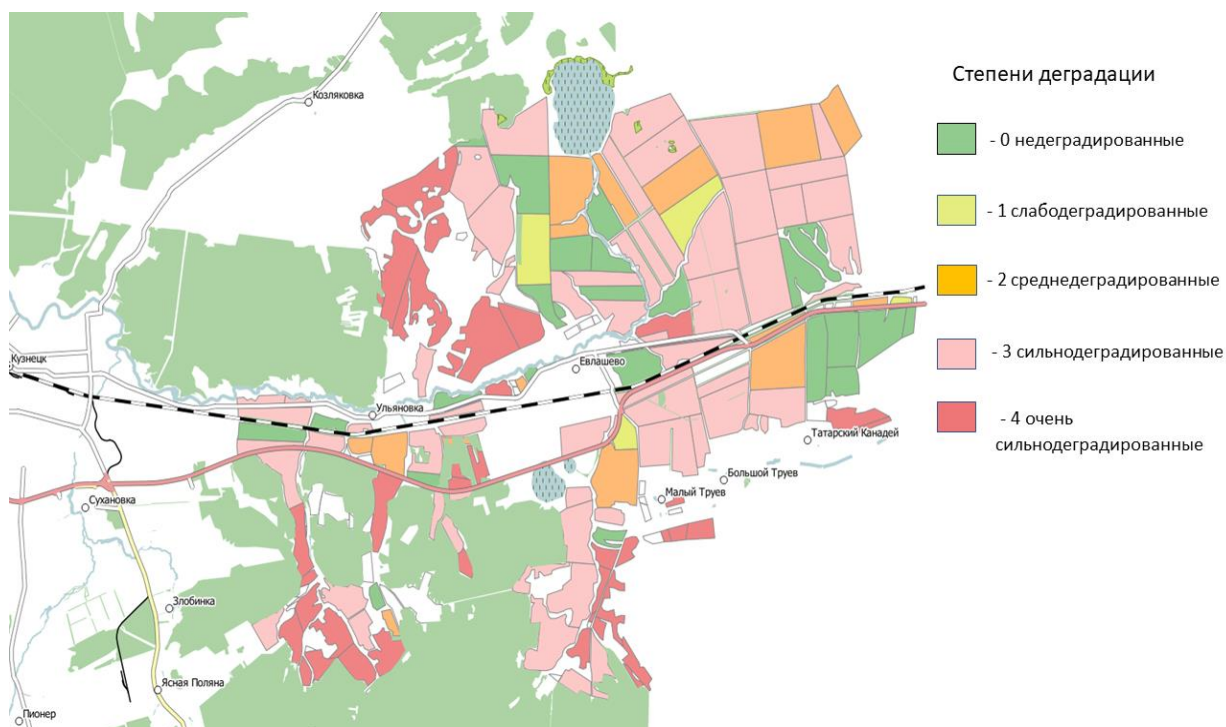 Степени деградации
- 0 недеградированные
- 1 слабодеградированные
- 2 среднедеградированные
- 3 сильнодеградированные
- 4 очень
сильнодеградированные
Козляковка
Кузнецк
Евлашево
Ульяновка
Татарский Канадей
Большой Труев
Малый Труев
Сухановка
Злобинка
Ясная Поляна
Пионер